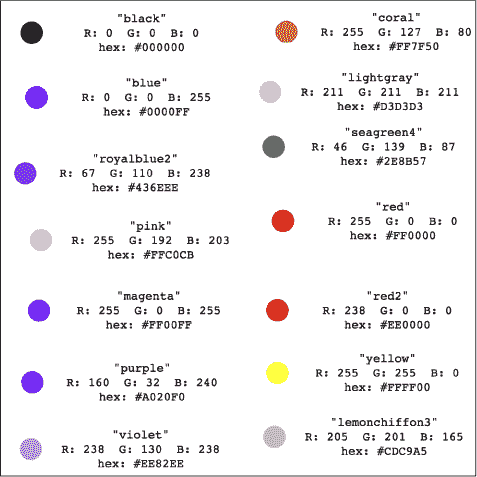 "black"
R: 0 G: 0 B: 0
hex: #000000
"blue"
R: 0 G: 0 B: 255
hex: #0000FF
"royalblue2"
R: 67 G: 110 B: 238
hex: #436EEE
"pink"
R: 255 G: 192 B: 203
hex: #FFC0CB
"magenta"
R: 255 G: 0 B: 255
hex: #FF00FF
"purple"
R: 160 G: 32 B: 240
hex: #A020F0
"violet"
R: 238 G: 130 B: 238
hex: #EE82EE
"coral"
R: 255 G: 127 B: 80
hex: #FF7F50
"lightgray"
R: 211 G: 211 B: 211
hex: #D3D3D3
"seagreen4"
R: 46 G: 139 B: 87
hex: #2E8B57
"red"
R: 255 G: 0 B: 0
hex: #FF0000
"red2"
R: 238 G: 0 B: 0
hex: #EE0000
"yellow"
R: 255 G: 255 B: 0
hex: #FFFF00
"lemonchiffon3"
R: 205 G: 201 B: 165
hex: #CDC9A5